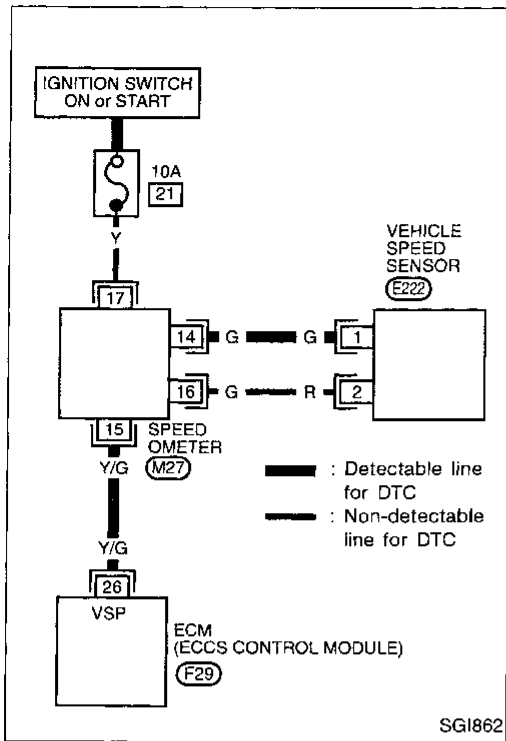 IGNITION SWITCH
ON or START
10A
21
Y
17
VEHICLE
SPEED
SENSOR
E222
14
G
G
1
16
G
R
2
15
SPEED
OMETER
M27
Y/G
: Detectable line
for DTC
: Non-detectable
line for DTC
Y/G
26
VSP
ECM
(ECCS CONTROL MODULE)
F29
SGI862